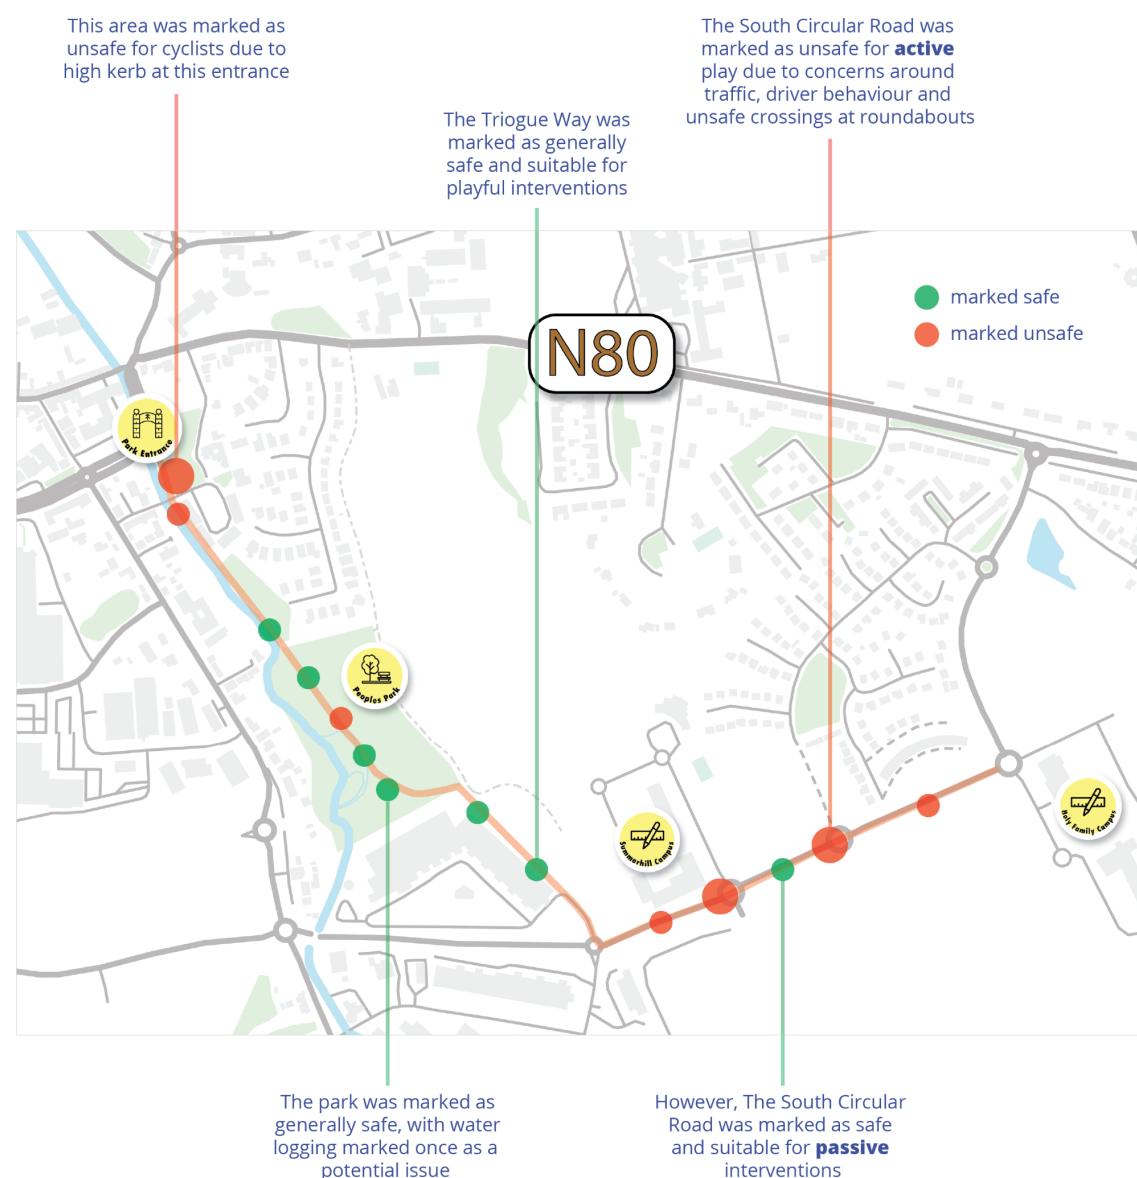 This area was marked as
unsafe for cyclists due to
high kerb at this entrance
The South Circular Road was
marked as unsafe for active
play due to concerns around
traffic, driver behaviour and
unsafe crossings at roundabouts
The Triogue Way was
marked as generally
safe and suitable for
playful interventions
marked safe
marked unsafe
N80
Park Entrance
Peoples Park
Summerhill Campus
Holy Family Campus
The park was marked as
generally safe, with water
logging marked once as a
potential issue
However, The South Circular
Road was marked as safe
and suitable for passive
interventions